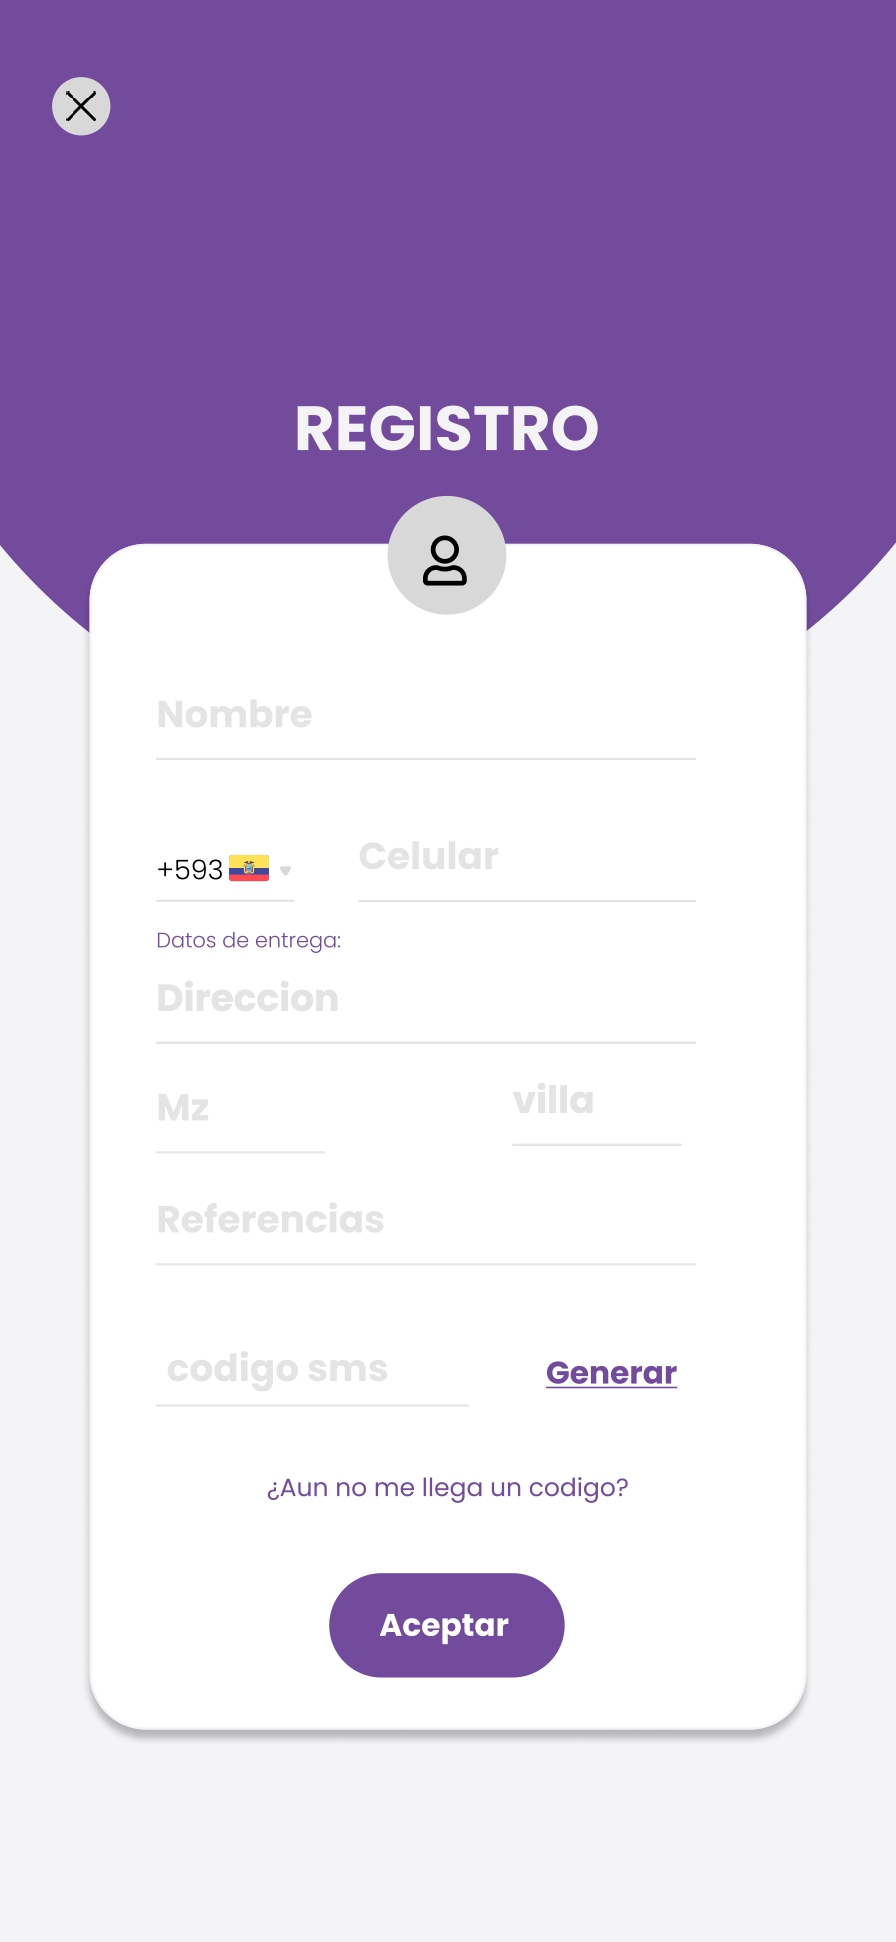 REGISTRO
Nombre
+593 Celular
Datos de entrega:
Direccion
Mz villa
Referencias
codigo sms Generar
¿Aun no me llega un codigo?
Aceptar